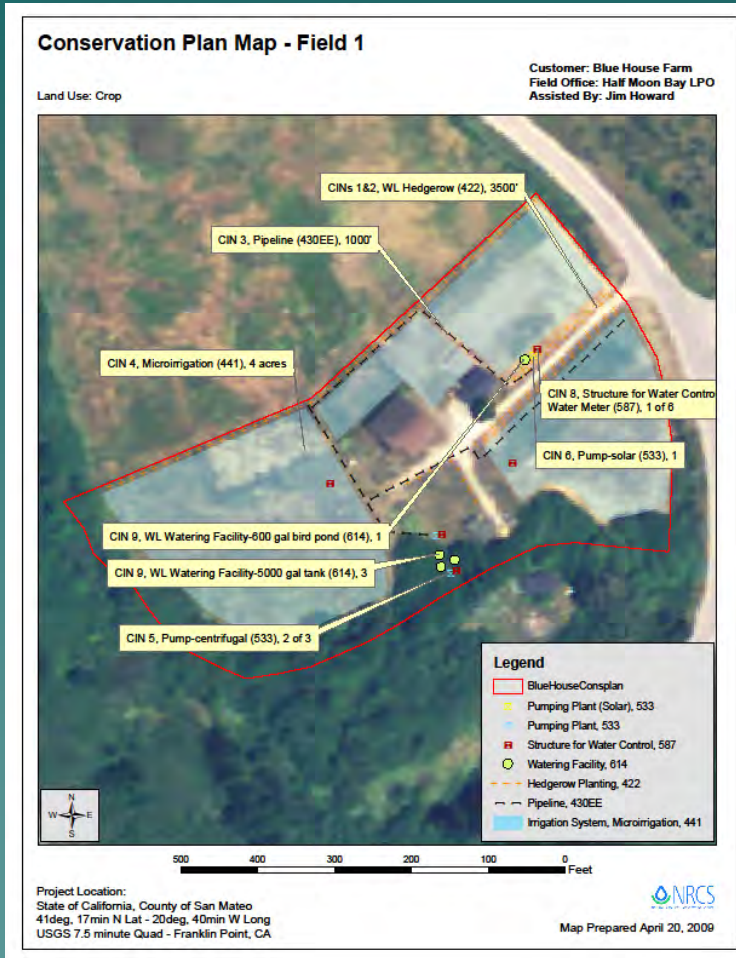 Conservation Plan Map - Field 1
Customer: Blue House Farm
Field Office: Half Moon Bay LPO
Land Use: Crop
Assisted By: Jim Howard
CINs 1&2, WL Hedgerow (422), 3500'
CIN 3, Pipeline (430EE), 1000'
CIN 4, Microirrigation (441), 4 acres
CIN 8, Structure for Water Contro
Water Meter (587), 1 of 6
CIN 6, Pump-solar (533), 1
CIN 9, WL Watering Facility-600 gal bird pond (614), 1
CIN 9, WL Watering Facility-5000 gal tank (614), 3
CIN 5, Pump-centrifugal (533), 2 of 3
Legend
BlueHouseConsplan
Pumping Plant (Solar), 533
Pumping Plant, 533
Structure for Water Control, 587
Watering Facility, 614
Hedgerow Planting, 422
Pipeline, 430EE
Irrigation System, Microirrigation, 441
N
W E
S
500 400 300 200 100 0
Feet
Project Location:
State of California, County of San Mateo
41deg, 17min N Lat - 20deg, 40min W Long
USGS 7.5 minute Quad - Franklin Point, CA
NRCS
Map Prepared April 20, 2009